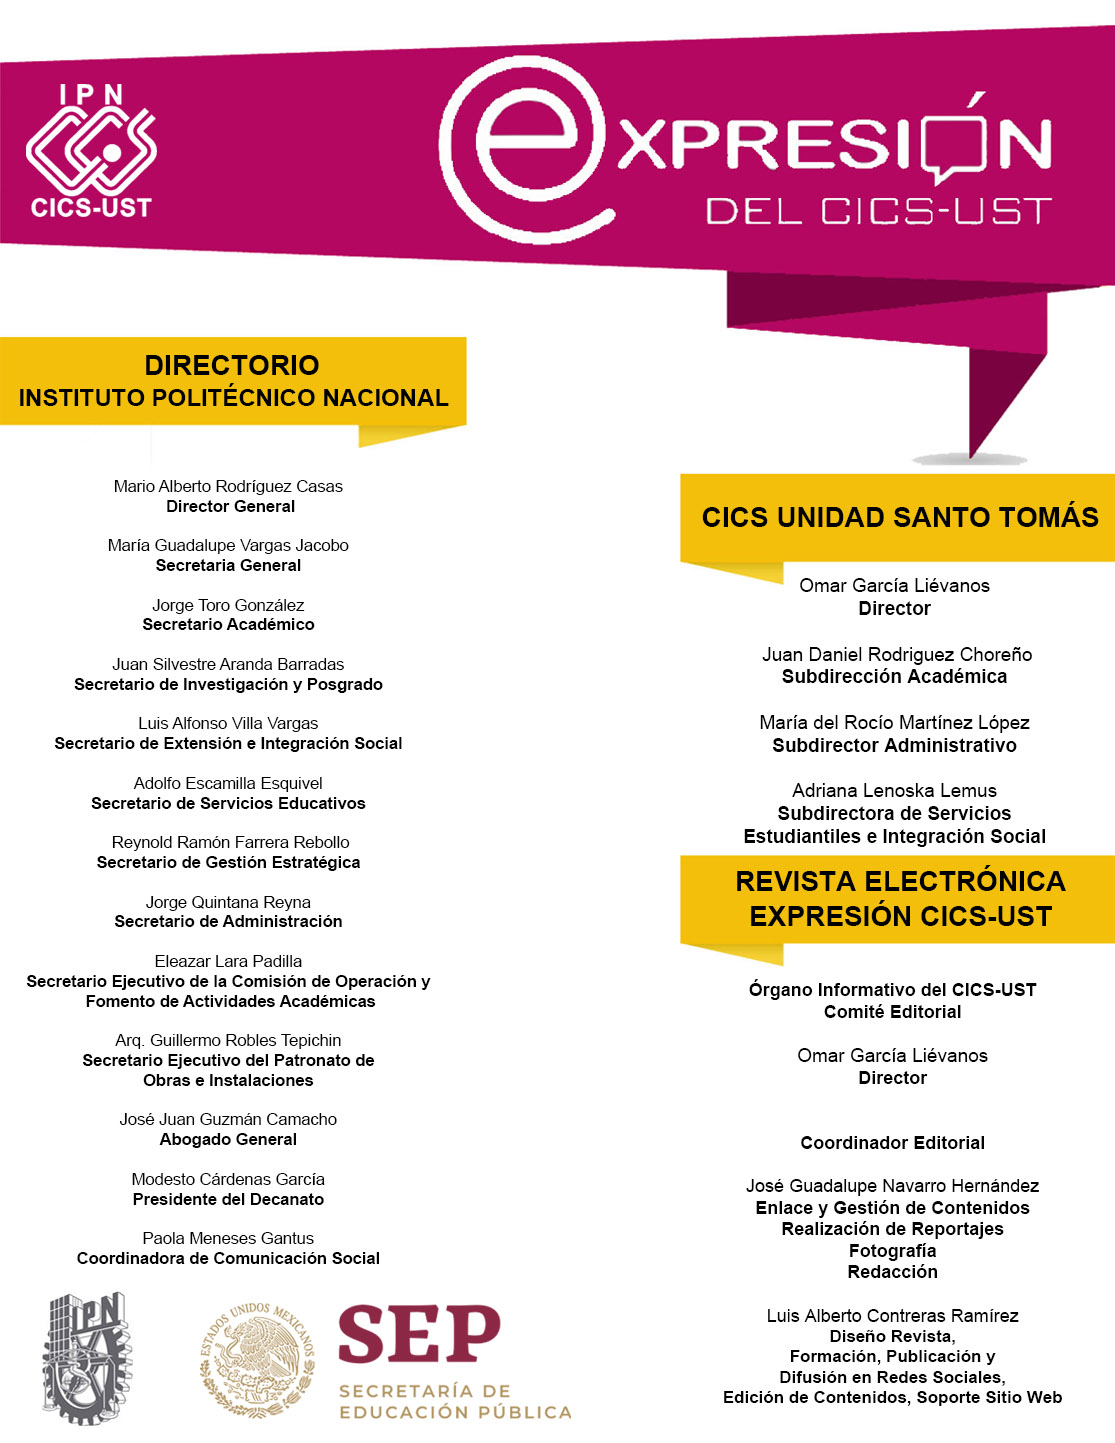 IPN
CICS-UST
eXPRESIÓN
DEL CICS-UST
DIRECTORIO
INSTITUTO POLITÉCNICO NACIONAL
Mario Alberto Rodríguez Casas
Director General
María Guadalupe Vargas Jacobo
Secretaria General
Jorge Toro González
Secretario Académico
Juan Silvestre Aranda Barradas
Secretario de Investigación y Posgrado
Luis Alfonso Villa Vargas
Secretario de Extensión e Integración Social
Adolfo Escamilla Esquivel
Secretario de Servicios Educativos
Reynold Ramón Farrera Rebollo
Secretario de Gestión Estratégica
Jorge Quintana Reyna
Secretario de Administración
Eleazar Lara Padilla
Secretario Ejecutivo de la Comisión de Operación y
Fomento de Actividades Académicas
Arq. Guillermo Robles Tepichin
Secretario Ejecutivo del Patronato de
Obras e Instalaciones
José Juan Guzmán Camacho
Abogado General
Modesto Cárdenas García
Presidente del Decanato
Paola Meneses Gantus
Coordinadora de Comunicación Social
IPN
ESTADOS UNIDOS MEXICANOS
SEP
SECRETARÍA DE
EDUCACIÓN PÚBLICA
CICS UNIDAD SANTO TOMÁS
Omar García Liévanos
Director
Juan Daniel Rodriguez Choreño
Subdirección Académica
María del Rocío Martínez López
Subdirector Administrativo
Adriana Lenoska Lemus
Subdirectora de Servicios
Estudiantiles e Integración Social
REVISTA ELECTRÓNICA
EXPRESIÓN CICS-UST
Órgano Informativo del CICS-UST
Comité Editorial
Omar García Liévanos
Director
Coordinador Editorial
José Guadalupe Navarro Hernández
Enlace y Gestión de Contenidos
Realización de Reportajes
Fotografía
Redacción
Luis Alberto Contreras Ramírez
Diseño Revista,
Formación, Publicación y
Difusión en Redes Sociales,
Edición de Contenidos, Soporte Sitio Web